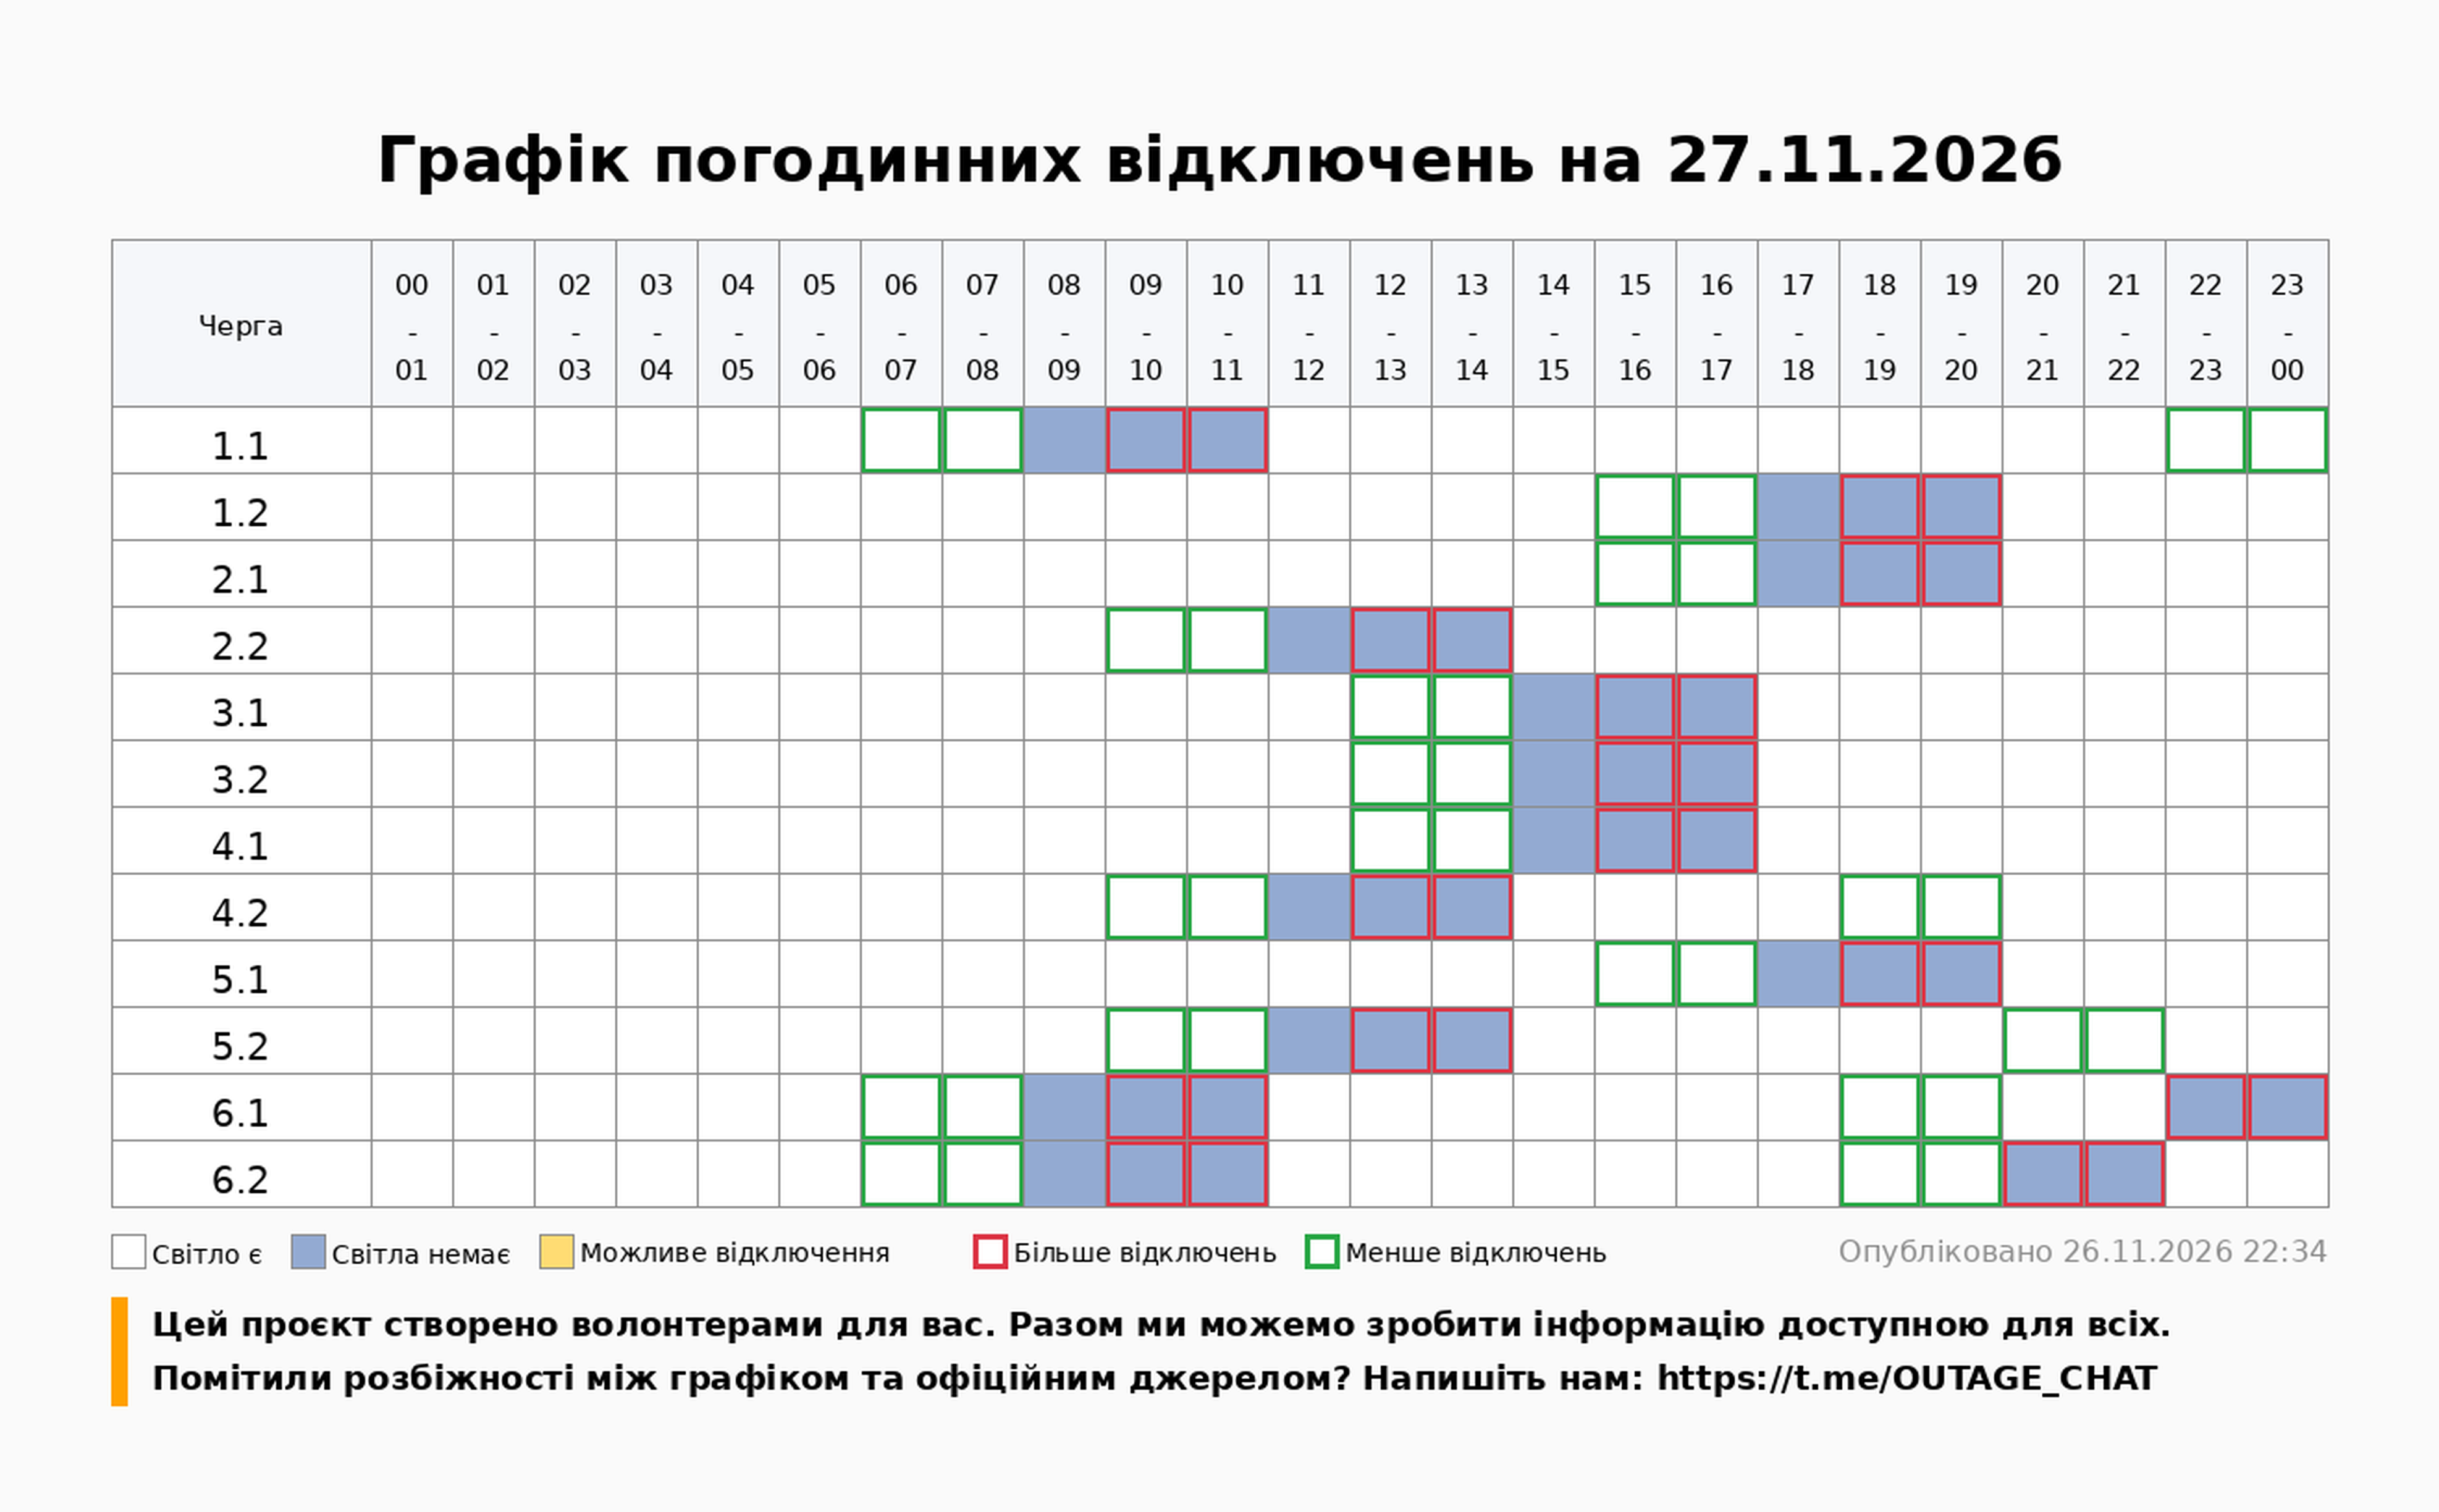 Графік погодинних відключень на 27.11.2026
Черга 00 - 01 01 - 02 02 - 03 03 - 04 04 - 05 05 - 06 06 - 07 07 - 08 08 - 09 09 - 10 10 - 11 11 - 12 12 - 13 13 - 14 14 - 15 15 - 16 16 - 17 17 - 18 18 - 19 19 - 20 20 - 21 21 - 22 22 - 23 23 - 00
1.1
1.2
2.1
2.2
3.1
3.2
4.1
4.2
5.1
5.2
6.1
6.2
Світло є Світла немає Можливе відключення Більше відключень Менше відключень Опубліковано 26.11.2026 22:34
Цей проєкт створено волонтерами для вас. Разом ми можемо зробити інформацію доступною для всіх.
Помітили розбіжності між графіком та офіційним джерелом? Напишіть нам: https://t.me/OUTAGE_CHAT